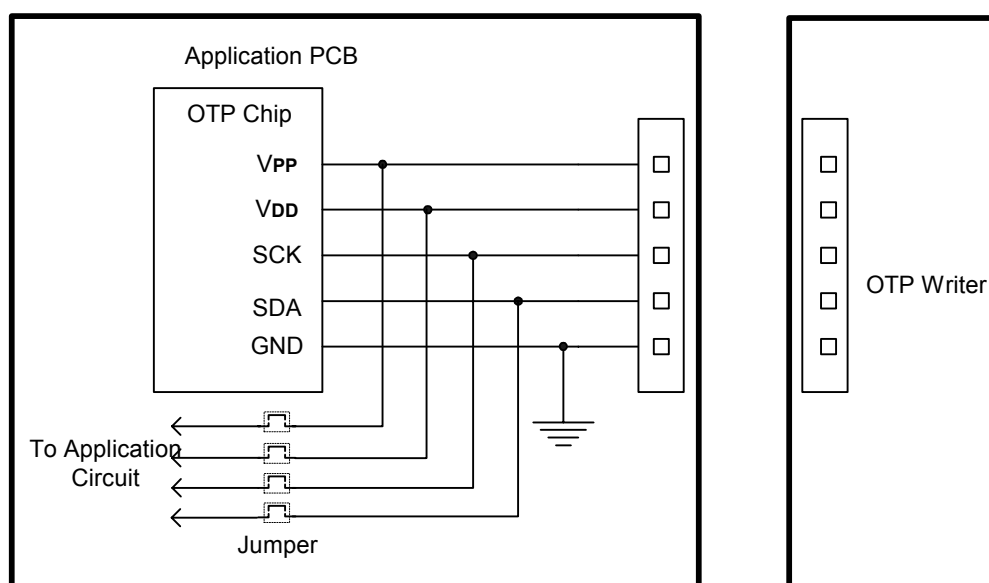 Application PCB
OTP Chip
VPP
VDD
SCK
SDA
GND
OTP Writer
To Application
Circuit
Jumper